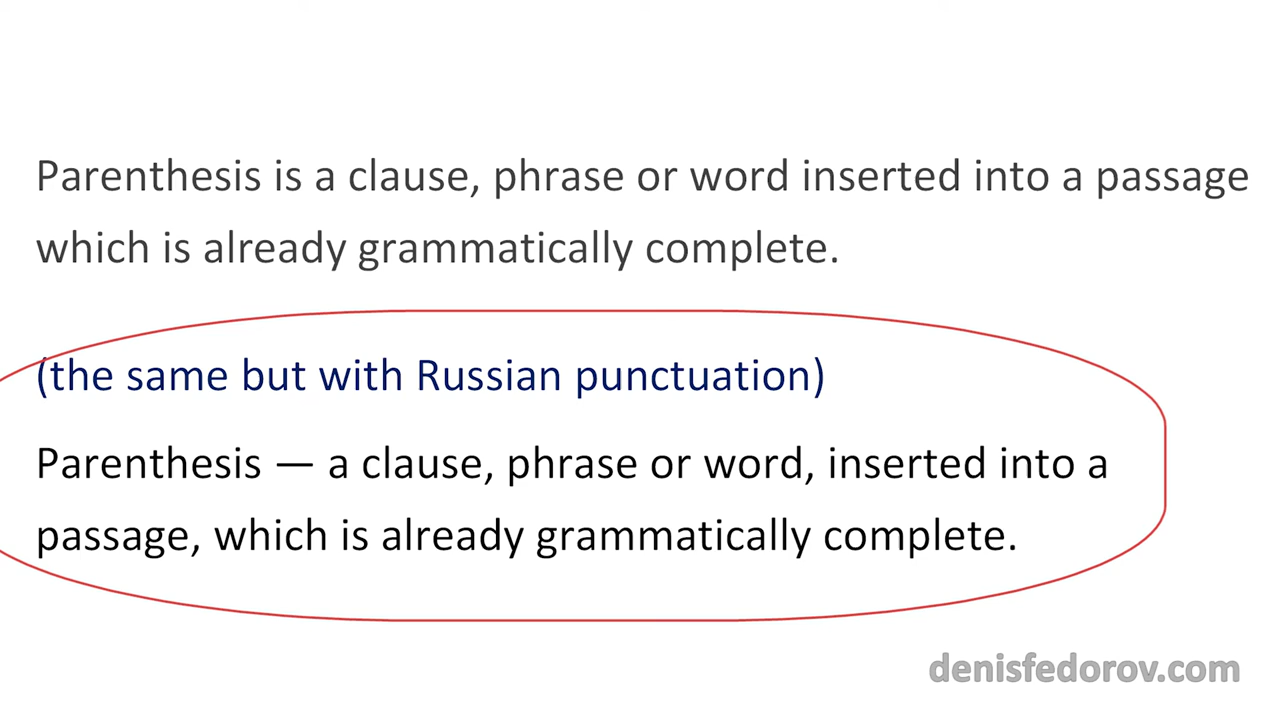 Parenthesis is a clause, phrase or word inserted into a passage
which is already grammatically complete.
(the same but with Russian punctuation)
Parenthesis — a clause, phrase or word, inserted into a
passage, which is already grammatically complete.
denisfedorov.com